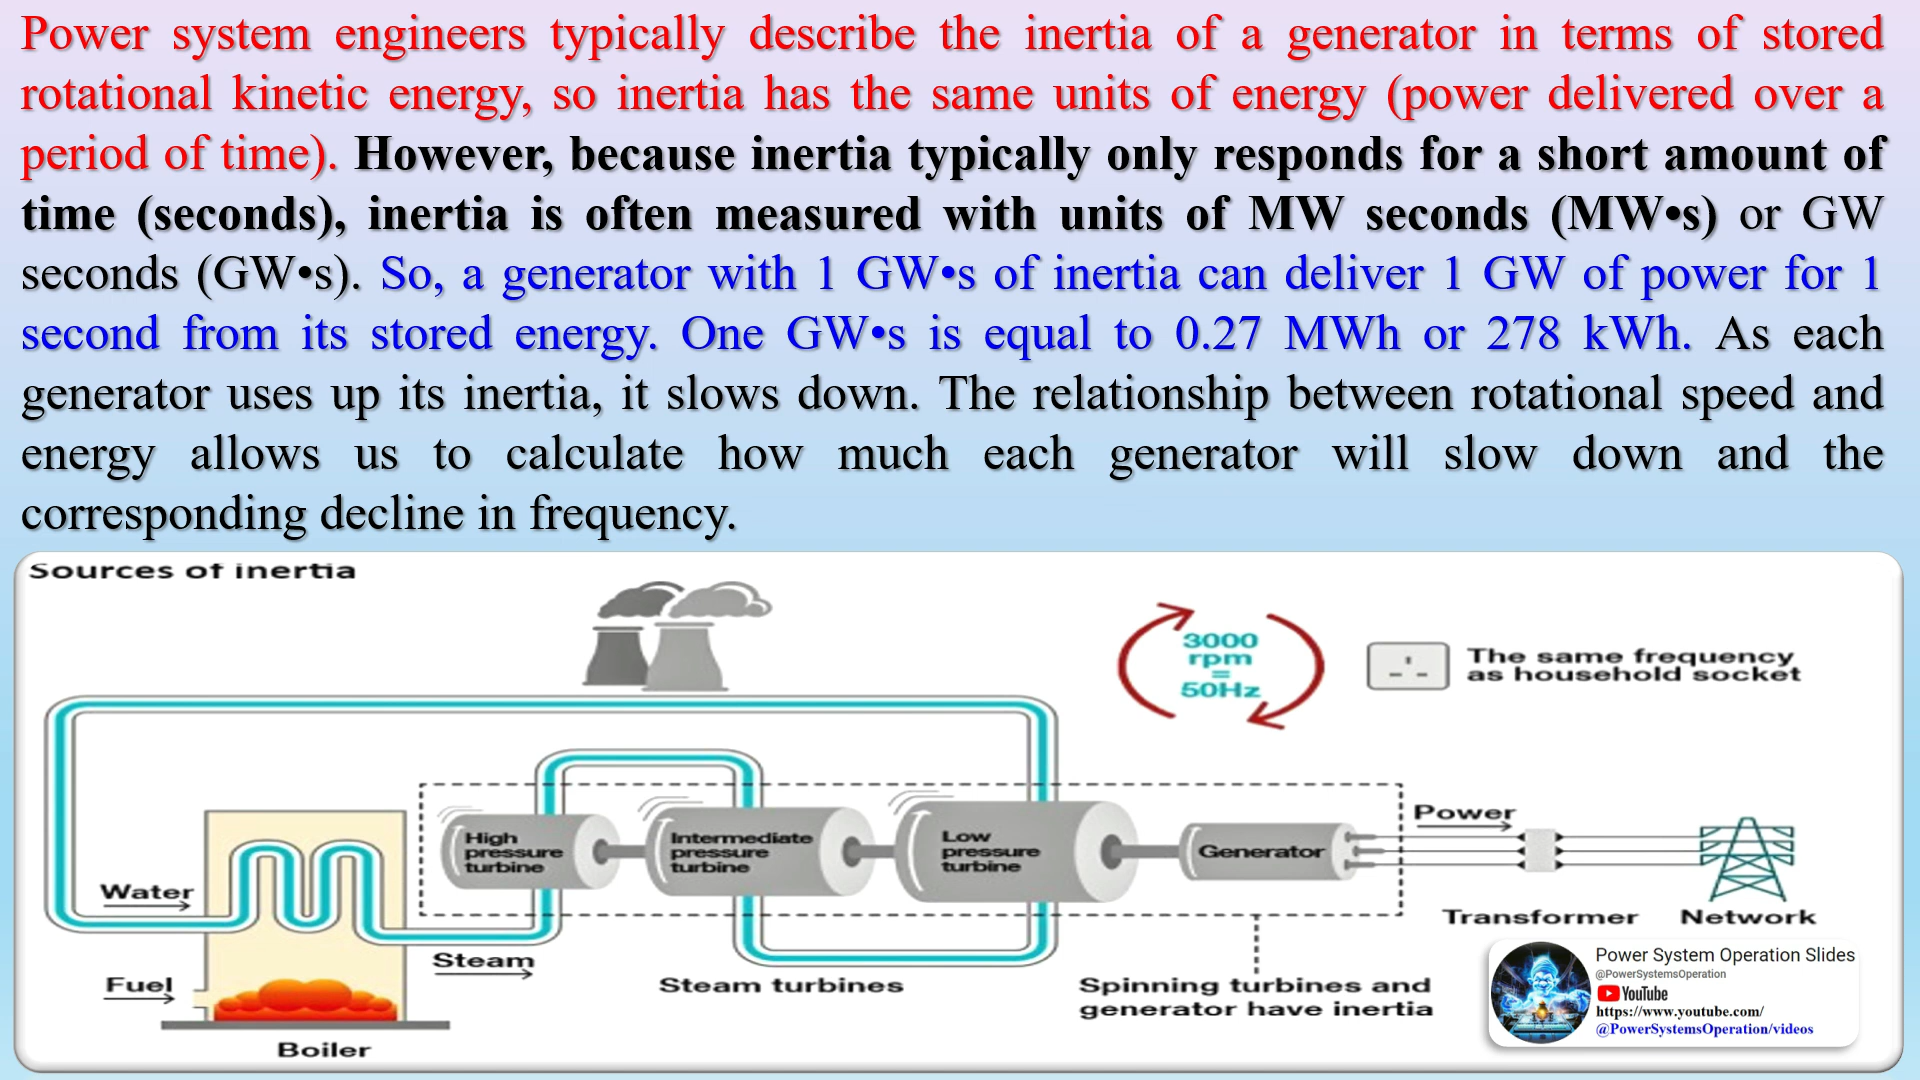 Power system engineers typically describe the inertia of a generator in terms of stored
rotational kinetic energy, so inertia has the same units of energy (power delivered over a
period of time). However, because inertia typically only responds for a short amount of
time (seconds), inertia is often measured with units of MW seconds (MW•s) or GW
seconds (GW•s). So, a generator with 1 GW•s of inertia can deliver 1 GW of power for 1
second from its stored energy. One GW•s is equal to 0.27 MWh or 278 kWh. As each
generator uses up its inertia, it slows down. The relationship between rotational speed and
energy allows us to calculate how much each generator will slow down and the
corresponding decline in frequency.
Sources of inertia
3000
rpm
=
50Hz
The same frequency
as household socket
High
pressure
turbine
Intermediate
pressure
turbine
Low
pressure
turbine
Generator
Power
Water
Transformer
Network
Steam
Fuel
Steam turbines
Spinning turbines and
generator have inertia
Boiler
Power System Operation Slides
@PowerSystemsOperation
YouTube
https://www.youtube.com/
@PowerSystemsOperation/videos